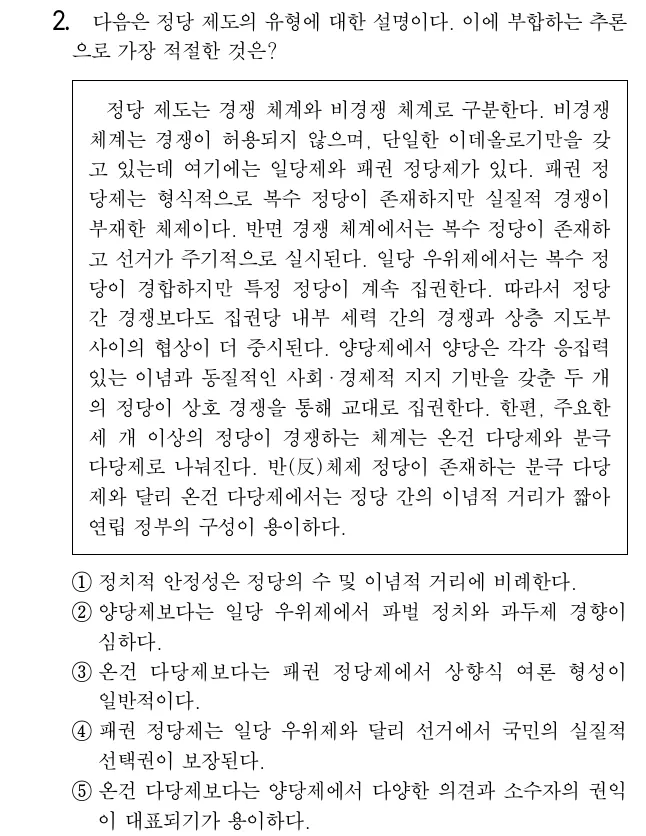 2. 다음은 정당 제도의 유형에 대한 설명이다. 이에 부합하는 추론
으로 가장 적절한 것은?
정당 제도는 경쟁 체계와 비경쟁 체계로 구분한다. 비경쟁
체계는 경쟁이 허용되지 않으며, 단일한 이데올로기만을 갖
고 있는데 여기에는 일당제와 패권 정당제가 있다. 패권 정
당제는 형식적으로 복수 정당이 존재하지만 실질적 경쟁이
부재한 체제이다. 반면 경쟁 체계에서는 복수 정당이 존재하
고 선거가 주기적으로 실시된다. 일당 우위제에서는 복수 정
당이 경합하지만 특정 정당이 계속 집권한다. 따라서 정당
간 경쟁보다도 집권당 내부 세력 간의 경쟁과 상층 지도부
사이의 협상이 더 중시된다. 양당제에서 양당은 각각 응집력
있는 이념과 동질적인 사회·경제적 지지 기반을 갖춘 두 개
의 정당이 상호 경쟁을 통해 교대로 집권한다. 한편, 주요한
세 개 이상의 정당이 경쟁하는 체계는 온건 다당제와 분극
다당제로 나눠진다. 반(反)체제 정당이 존재하는 분극 다당
제와 달리 온건 다당제에서는 정당 간의 이념적 거리가 짧아
연립 정부의 구성이 용이하다.
① 정치적 안정성은 정당의 수 및 이념적 거리에 비례한다.
② 양당제보다는 일당 우위제에서 파벌 정치와 과두제 경향이
심하다.
③ 온건 다당제보다는 패권 정당제에서 상향식 여론 형성이
일반적이다.
④ 패권 정당제는 일당 우위제와 달리 선거에서 국민의 실질적
선택권이 보장된다.
⑤ 온건 다당제보다는 양당제에서 다양한 의견과 소수자의 권익
이 대표되기가 용이하다.